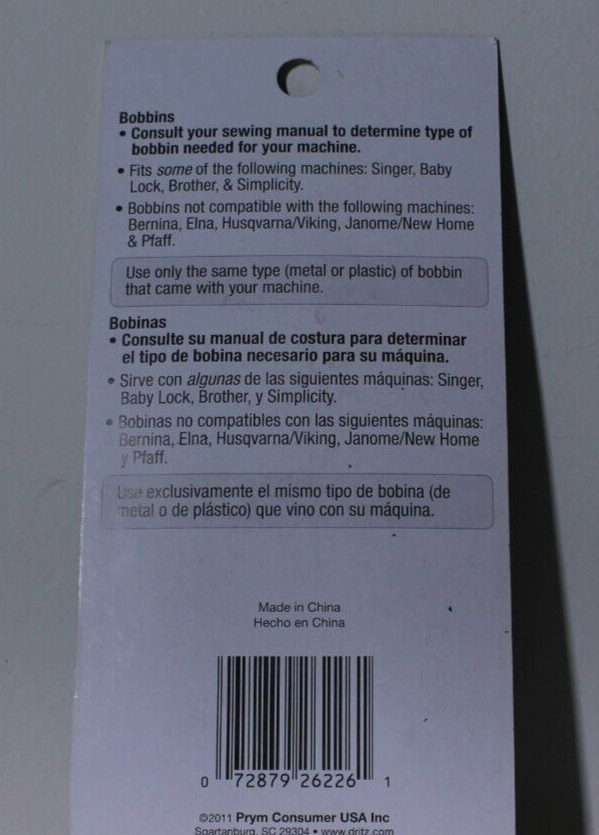 Bobbins
• Consult your sewing manual to determine type of
bobbin needed for your machine.
• Fits some of the following machines: Singer, Baby
Lock, Brother, & Simplicity.
• Bobbins not compatible with the following machines:
Bernina, Elna, Husqvarna/Viking, Janome/New Home
& Pfaff.
Use only the same type (metal or plastic) of bobbin
that came with your machine.
Bobinas
• Consulte su manual de costura para determinar
el tipo de bobina necesario para su máquina.
• Sirve con algunas de las siguientes máquinas: Singer,
Baby Lock, Brother, y Simplicity.
• Bobinas no compatibles con las siguientes máquinas:
Bernina, Elna, Husqvarna/Viking, Janome/New Home
y Pfaff.
Use exclusivamente el mismo tipo de bobina (de
metal o de plástico) que vino con su máquina.
Made in China
Hecho en China
0 72879 26226 1
©2011 Prym Consumer USA Inc
Spartanburg, SC 29304 • www.dritz.com